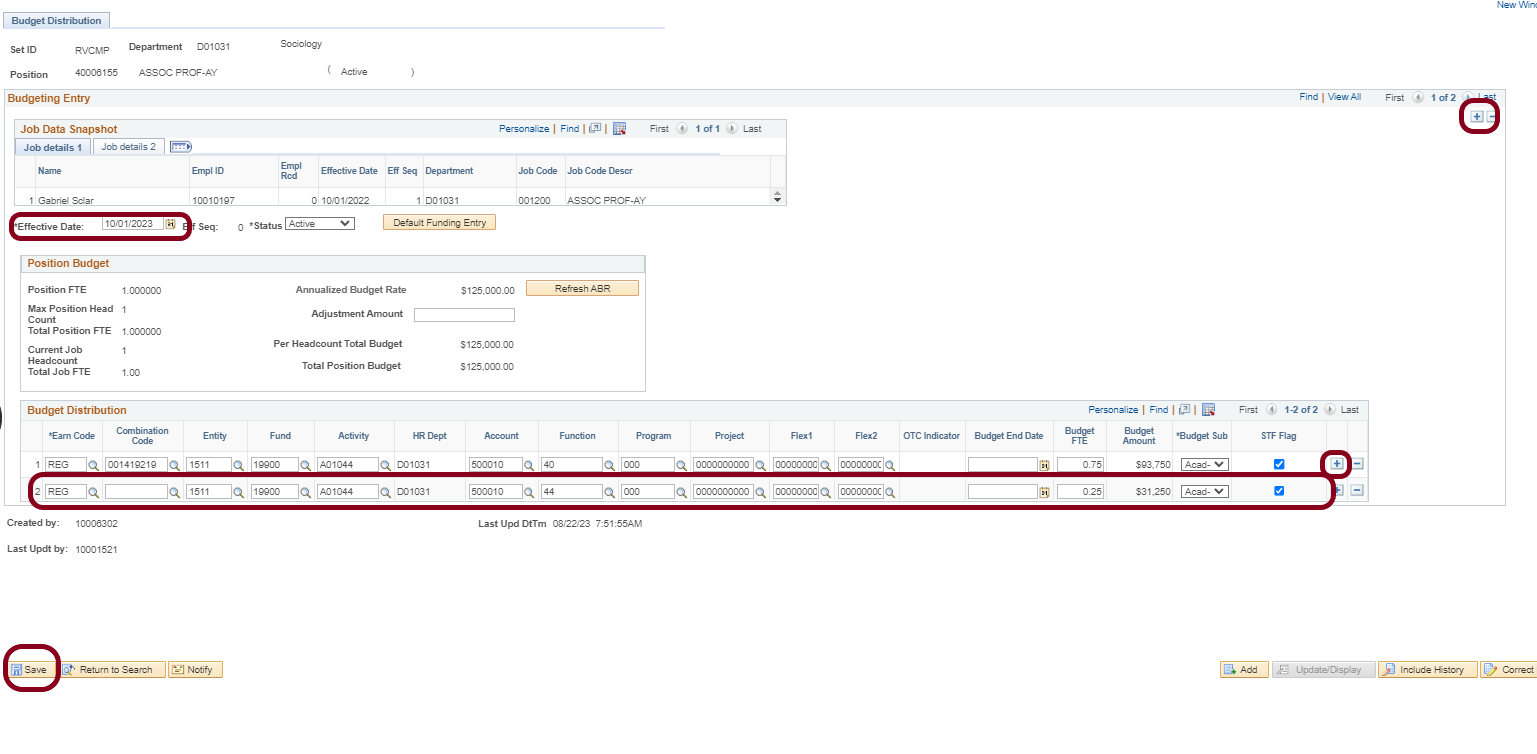 New Wind
Budget Distribution
Set ID RVCMP Department D01031 Sociology
Position 40006155 ASSOC PROF-AY ( Active )
Budgeting Entry Find | View All First 1 of 2 Last
Job Data Snapshot Personalize | Find | First 1 of 1 Last
Job details 1 Job details 2
Name Empl ID Empl Rcd Effective Date Eff Seq Department Job Code Job Code Descr
1 Gabriel Sclar 10010197 0 10/01/2022 1 D01031 001200 ASSOC PROF-AY
*Effective Date: 10/01/2023 Eff Seq: 0 *Status Active Default Funding Entry
Position Budget
Position FTE 1.000000 Annualized Budget Rate $125,000.00 Refresh ABR
Max Position Head Count 1 Adjustment Amount
Total Position FTE 1.000000
Per Headcount Total Budget $125,000.00
Current Job Headcount 1
Total Position Budget $125,000.00
Total Job FTE 1.00
Budget Distribution Personalize | Find | First 1-2 of 2 Last
*Earn Code Combination Code Entity Fund Activity HR Dept Account Function Program Project Flex1 Flex2 OTC Indicator Budget End Date Budget FTE Budget Amount *Budget Sub STF Flag
1 REG 001419219 1511 19900 A01044 D01031 500010 40 000 0000000000 000000C 000000C 0.75 $93,750 Acad-
2 REG 1511 19900 A01044 D01031 500010 44 000 0000000000 000000C 000000C 0.25 $31,250 Acad-
Created by: 10006302 Last Upd DtTm 08/22/23 7:51:55AM
Last Updt by: 10001521
Save Return to Search Notify Add Update/Display Include History Correct